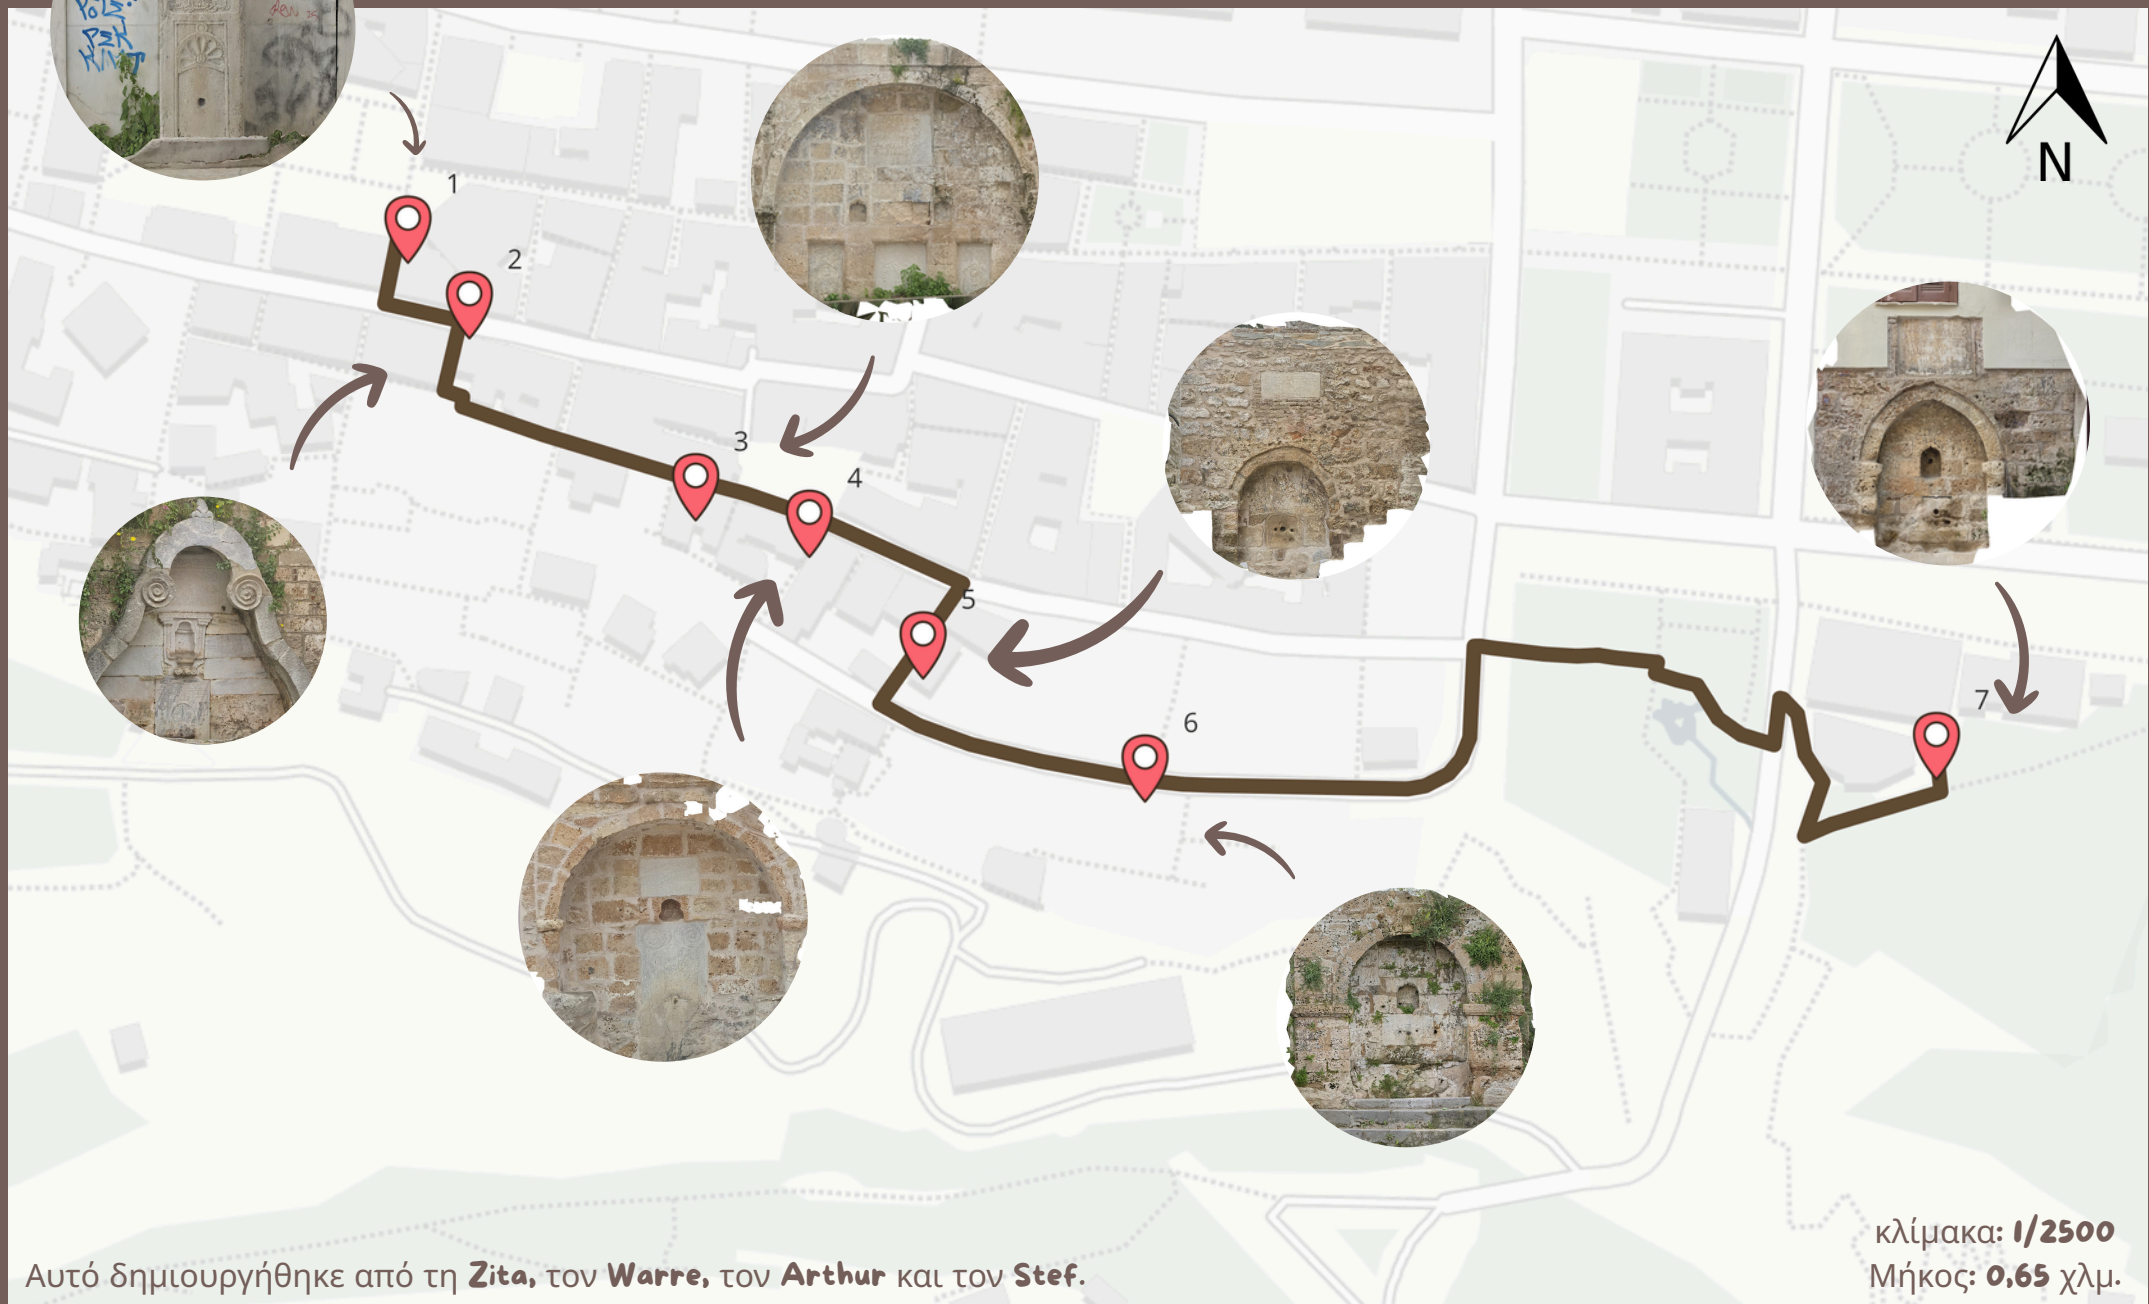 N
1
2
3
4
5
6
7
κλίμακα: 1/2500
Αυτό δημιουργήθηκε από τη Zita, τον Warre, τον Arthur και τον Stef.
Μήκος: 0,65 χλμ.